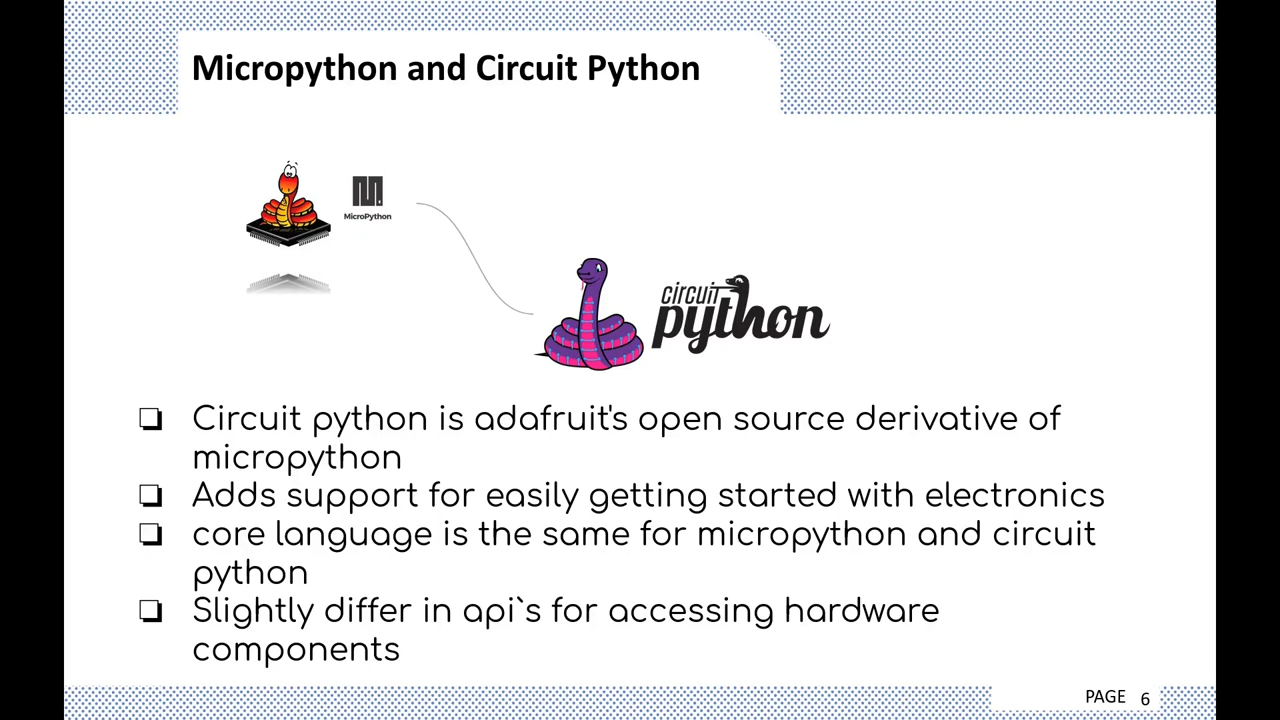 Micropython and Circuit Python
MicroPython
circuit
python
❏ Circuit python is adafruit's open source derivative of
micropython
❏ Adds support for easily getting started with electronics
❏ core language is the same for micropython and circuit
python
❏ Slightly differ in api`s for accessing hardware
components
PAGE 6